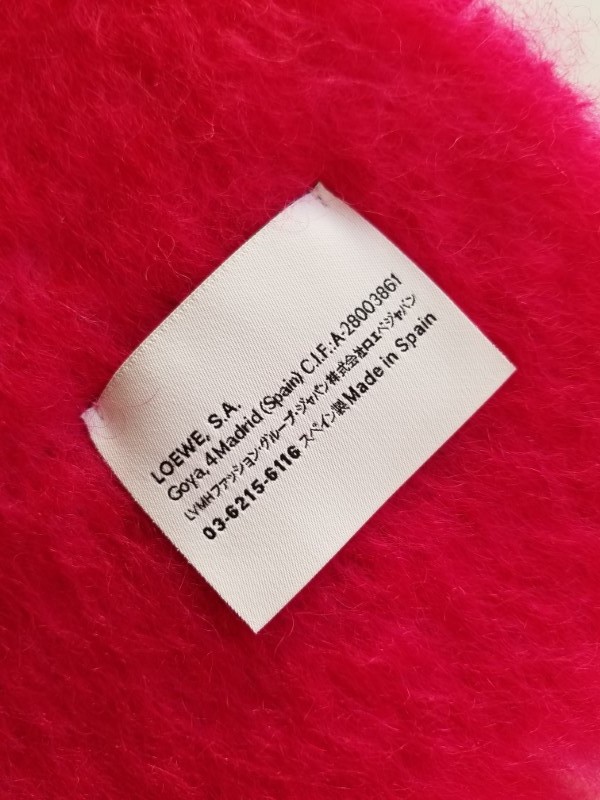 LOEWE, S.A.
Goya, 4 Madrid (Spain) C.I.F.:A-28003861
LVMHファッション・グループ・ジャパン株式会社ロエベジャパン
03-6215-6116 スペイン製 Made in Spain